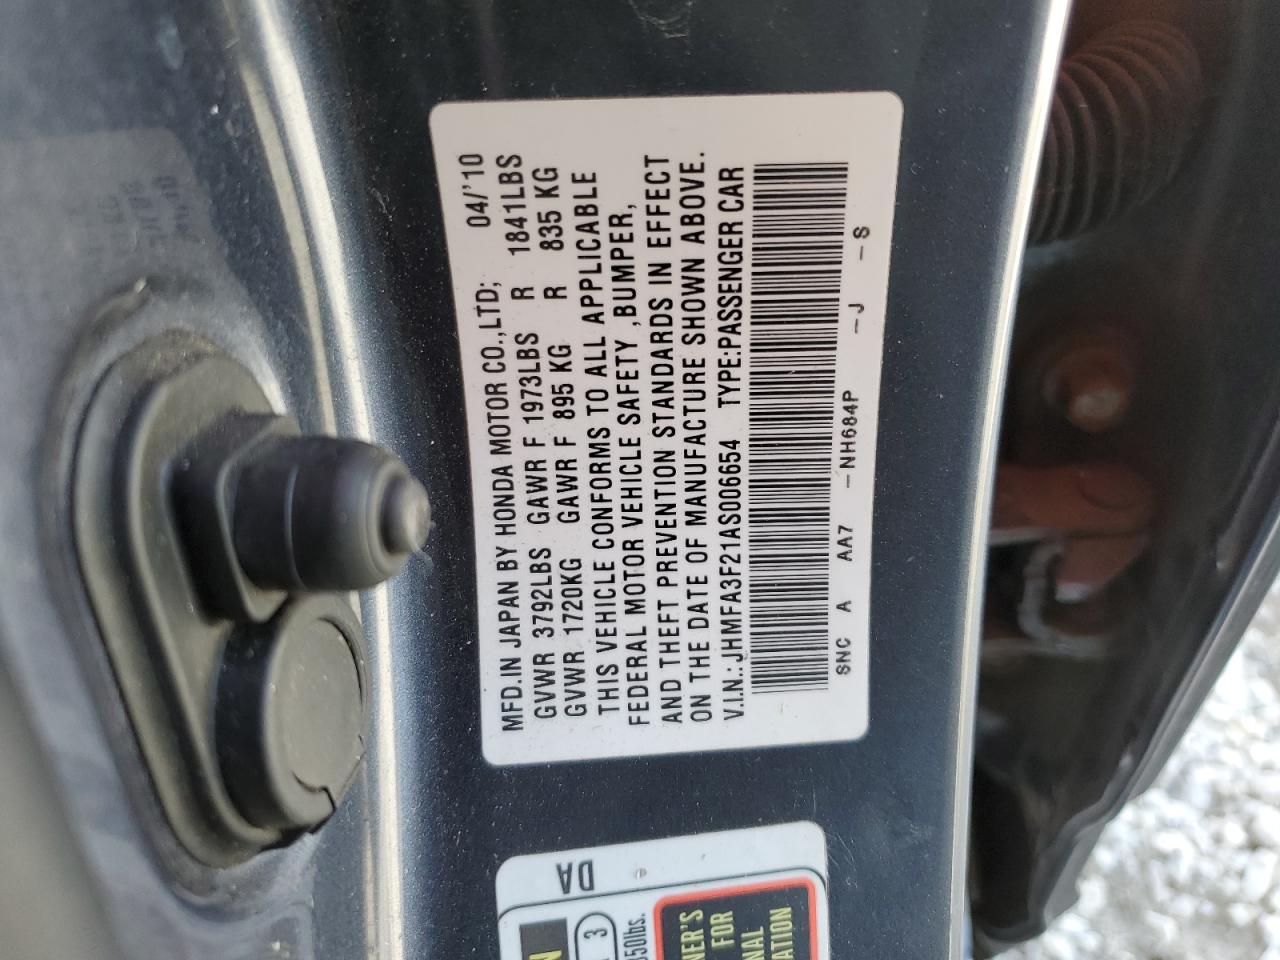 MFD.IN JAPAN BY HONDA MOTOR CO.,LTD; 04/'10
GVWR 3792LBS GAWR F 1973LBS R 1841LBS
GVWR 1720KG GAWR F 895 KG R 835 KG
THIS VEHICLE CONFORMS TO ALL APPLICABLE
FEDERAL MOTOR VEHICLE SAFETY ,BUMPER,
AND THEFT PREVENTION STANDARDS IN EFFECT
ON THE DATE OF MANUFACTURE SHOWN ABOVE.
V.I.N.: JHMFA3F21AS006654 TYPE:PASSENGER CAR
SNC A AA7 -NH684P -J -S
DA
3